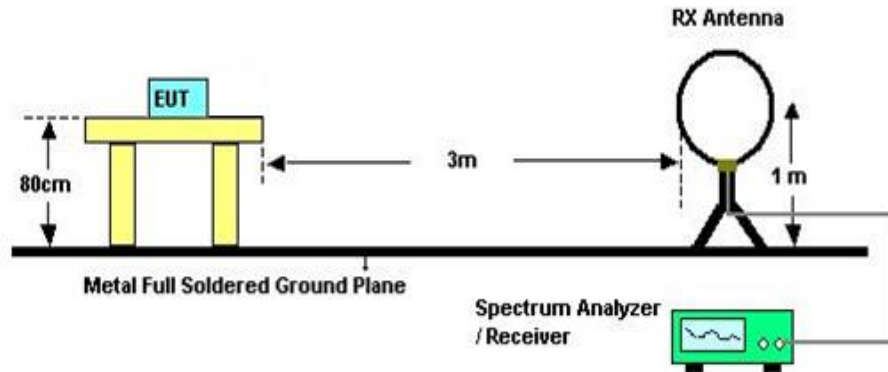 RX Antenna
EUT
80cm
3m
1 m
Metal Full Soldered Ground Plane
Spectrum Analyzer
/ Receiver